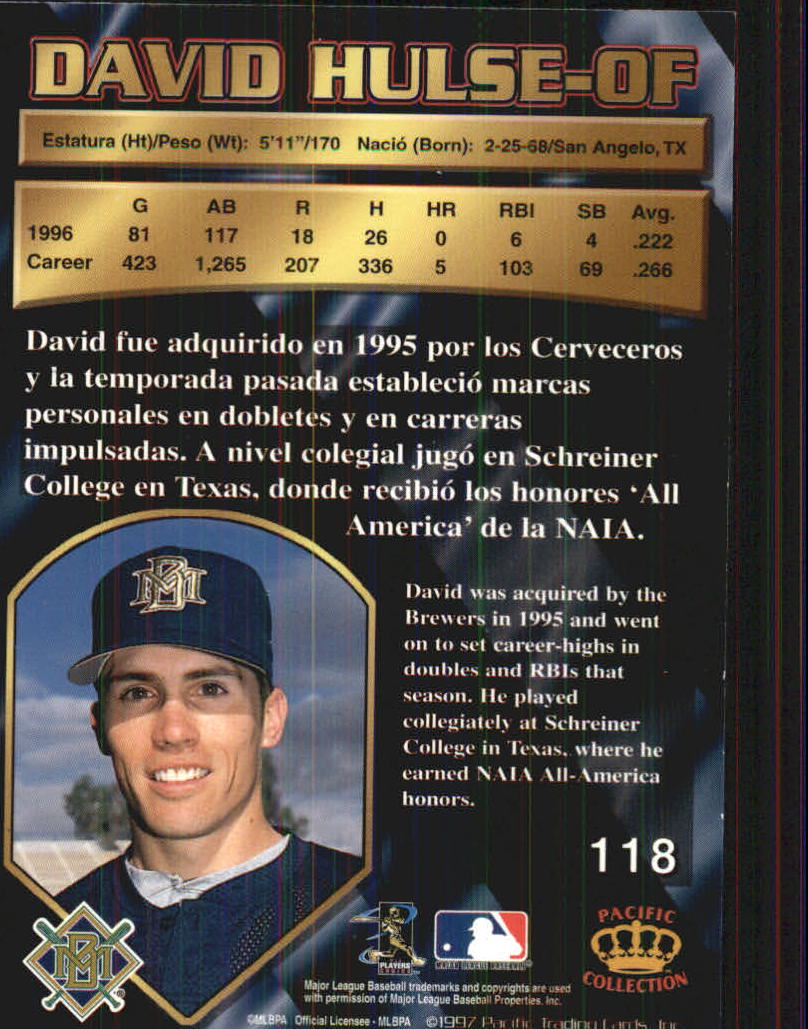 DAVID HULSE-OF
Estatura (Ht)/Peso (Wt): 5'11"/170 Nació (Born): 2-25-68/San Angelo, TX
G AB R H HR RBI SB Avg.
1996 81 117 18 26 0 6 4 .222
Career 423 1,265 207 336 5 103 69 .266
David fue adquirido en 1995 por los Cerveceros
y la temporada pasada estableció marcas
personales en dobletes y en carreras
impulsadas. A nivel colegial jugó en Schreiner
College en Texas, donde recibió los honores ‘All
America’ de la NAIA.
David was acquired by the
Brewers in 1995 and went
on to set career-highs in
doubles and RBIs that
season. He played
collegiately at Schreiner
College in Texas, where he
earned NAIA All-America
honors.
118
PLAYERS
CHOICE
MAJOR LEAGUE BASEBALL
PACIFIC
COLLECTION
Major League Baseball trademarks and copyrights are used
with permission of Major League Baseball Properties, Inc.
©MLBPA Official Licensee - MLBPA ©1997 Pacific Trading Cards, Inc